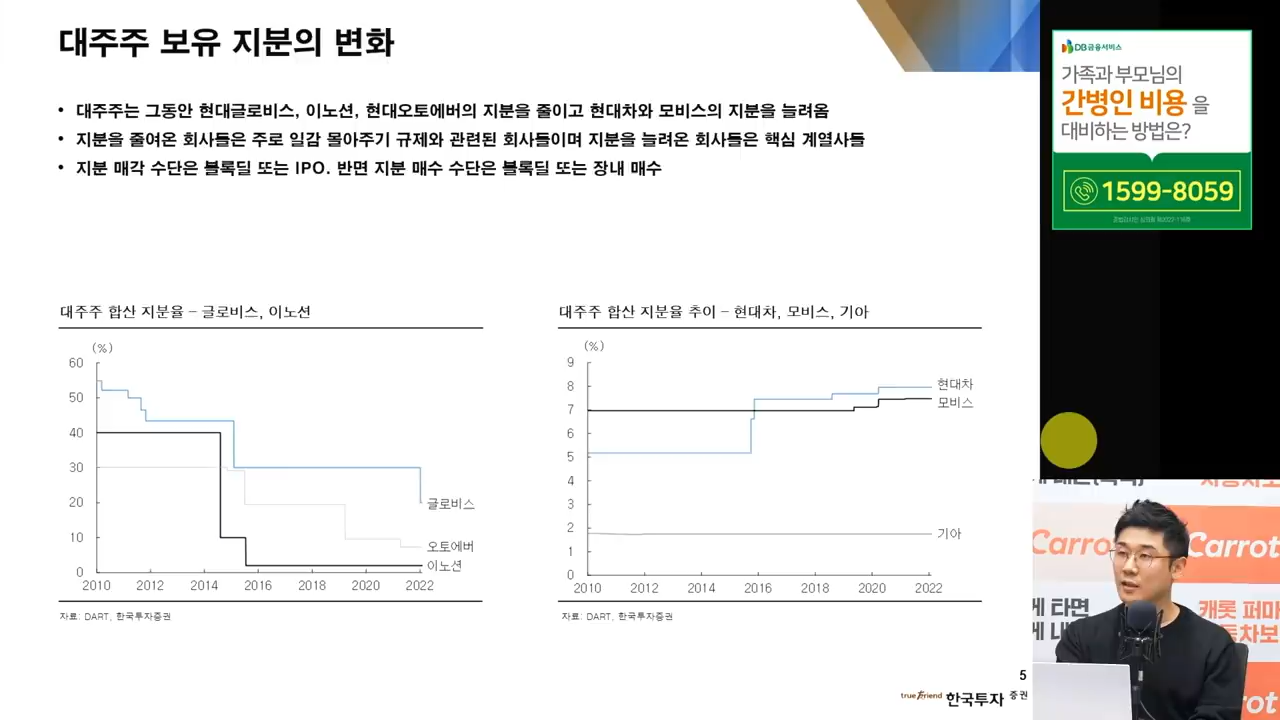 대주주 보유 지분의 변화
• 대주주는 그동안 현대글로비스, 이노션, 현대오토에버의 지분을 줄이고 현대차와 모비스의 지분을 늘려옴
• 지분을 줄여온 회사들은 주로 일감 몰아주기 규제와 관련된 회사들이며 지분을 늘려온 회사들은 핵심 계열사들
• 지분 매각 수단은 블록딜 또는 IPO. 반면 지분 매수 수단은 블록딜 또는 장내 매수
대주주 합산 지분율 – 글로비스, 이노션
(%)
60
50
40
30
20
10
0
2010 2012 2014 2016 2018 2020 2022
글로비스
오토에버
이노션
자료: DART, 한국투자증권
대주주 합산 지분율 추이 – 현대차, 모비스, 기아
(%)
9
8
7
6
5
4
3
2
1
0
2010 2012 2014 2016 2018 2020 2022
현대차
모비스
기아
자료: DART, 한국투자증권
5
true friend 한국투자증권
DB금융서비스
가족과 부모님의
간병인 비용을
대비하는 방법은?
1599-8059
Carrot
Carrot
게 타면
게 내
캐롯 퍼마
동차보
rot